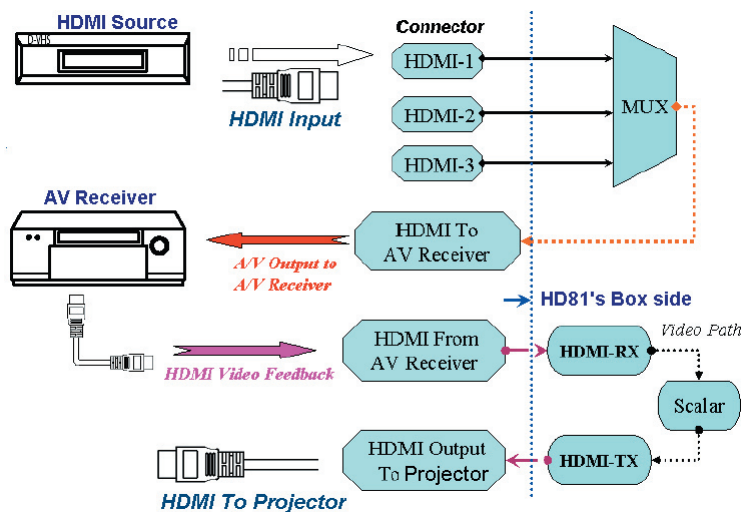 HDMI Source
D-VHS
Connector
HDMI-1
HDMI Input
HDMI-2
MUX
HDMI-3
AV Receiver
HDMI To
AV Receiver
A/V Output to
A/V Receiver
HD81's Box side
HDMI From
AV Receiver
HDMI Video Feedback
HDMI-RX
Video Path
Scalar
HDMI Output
To Projector
HDMI-TX
HDMI To Projector